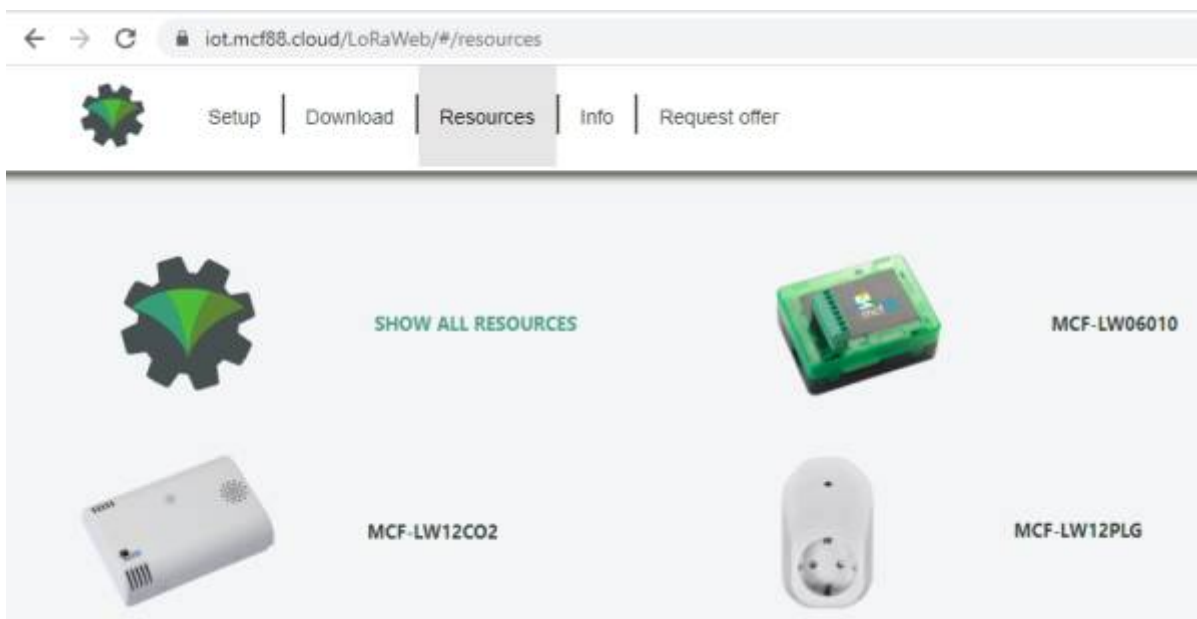 iot.mcf88.cloud/LoRaWeb/#/resources
Setup | Download | Resources | Info | Request offer
SHOW ALL RESOURCES
MCF-LW06010
MCF-LW12CO2
MCF-LW12PLG